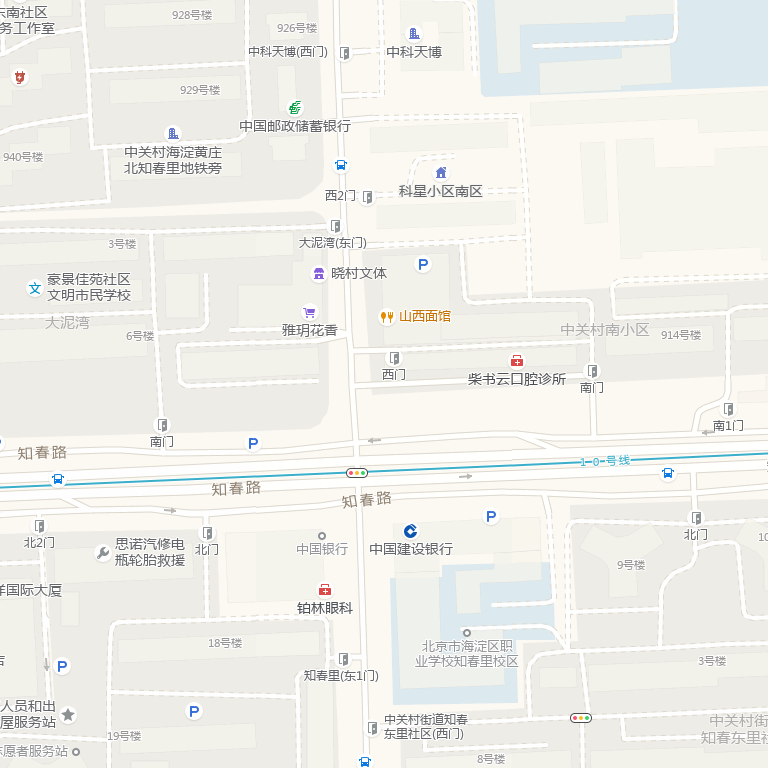 东南社区
务工作室
928号楼
926号楼
中科天博(西门)
中科天博
929号楼
中国邮政储蓄银行
940号楼
中关村海淀黄庄
北知春里地铁旁
西2门
科星小区南区
大泥湾(东门)
3号楼
晓村文体
豪景佳苑社区
文明市民学校
大泥湾
6号楼
雅玥花香
山西面馆
中关村南小区
914号楼
西门
柴书云口腔诊所
南门
南1门
南门
知春路
10号线
知春路
知春路
北2门
思诺汽修电
瓶轮胎救援
北门
中国银行
中国建设银行
北门
9号楼
10
洋国际大厦
铂林眼科
18号楼
北京市海淀区职
业学校知春里校区
3号楼
店
知春里(东1门)
人员和出
屋服务站
中关村街道知春
东里社区(西门)
中关村街
知春东里社
19号楼
志愿者服务站
8号楼